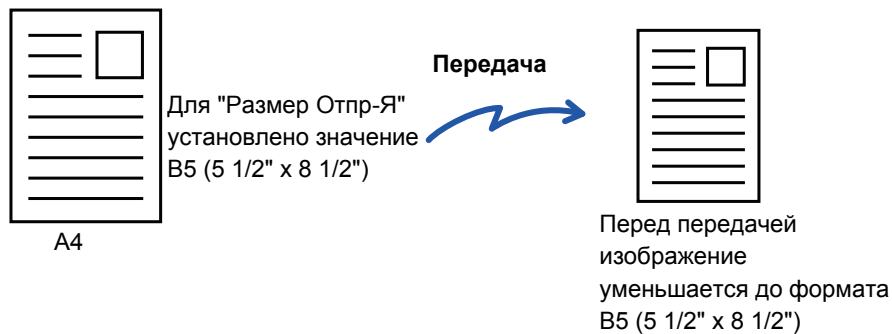 Передача
Для "Размер Отпр-Я"
установлено значение
B5 (5 1/2" x 8 1/2")
A4
Перед передачей
изображение
уменьшается до формата
B5 (5 1/2" x 8 1/2")